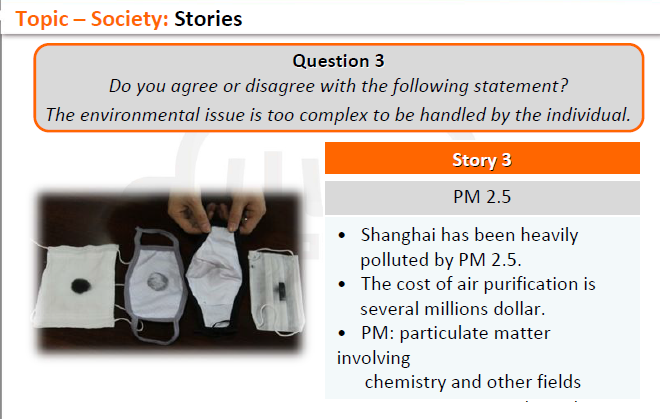 Topic – Society: Stories
Question 3
Do you agree or disagree with the following statement?
The environmental issue is too complex to be handled by the individual.
Story 3
PM 2.5
• Shanghai has been heavily
polluted by PM 2.5.
• The cost of air purification is
several millions dollar.
• PM: particulate matter
involving
chemistry and other fields